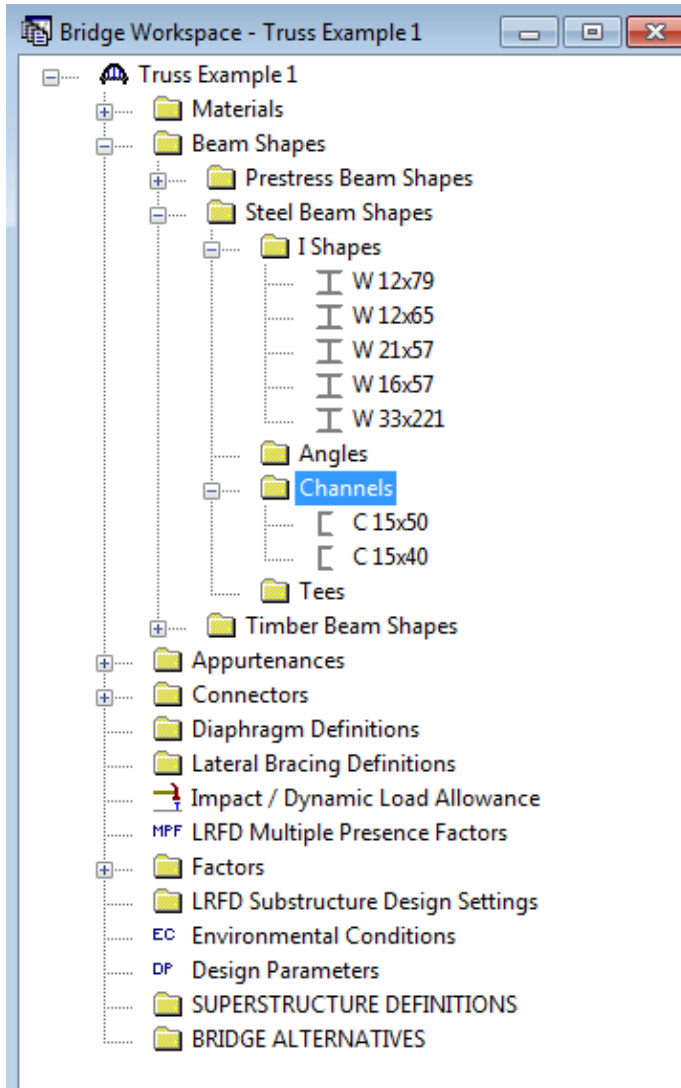 Bridge Workspace - Truss Example 1
Truss Example 1
Materials
Beam Shapes
Prestress Beam Shapes
Steel Beam Shapes
I Shapes
W 12x79
W 12x65
W 21x57
W 16x57
W 33x221
Angles
Channels
C 15x50
C 15x40
Tees
Timber Beam Shapes
Appurtenances
Connectors
Diaphragm Definitions
Lateral Bracing Definitions
Impact / Dynamic Load Allowance
MPF LRFD Multiple Presence Factors
Factors
LRFD Substructure Design Settings
EC Environmental Conditions
DP Design Parameters
SUPERSTRUCTURE DEFINITIONS
BRIDGE ALTERNATIVES